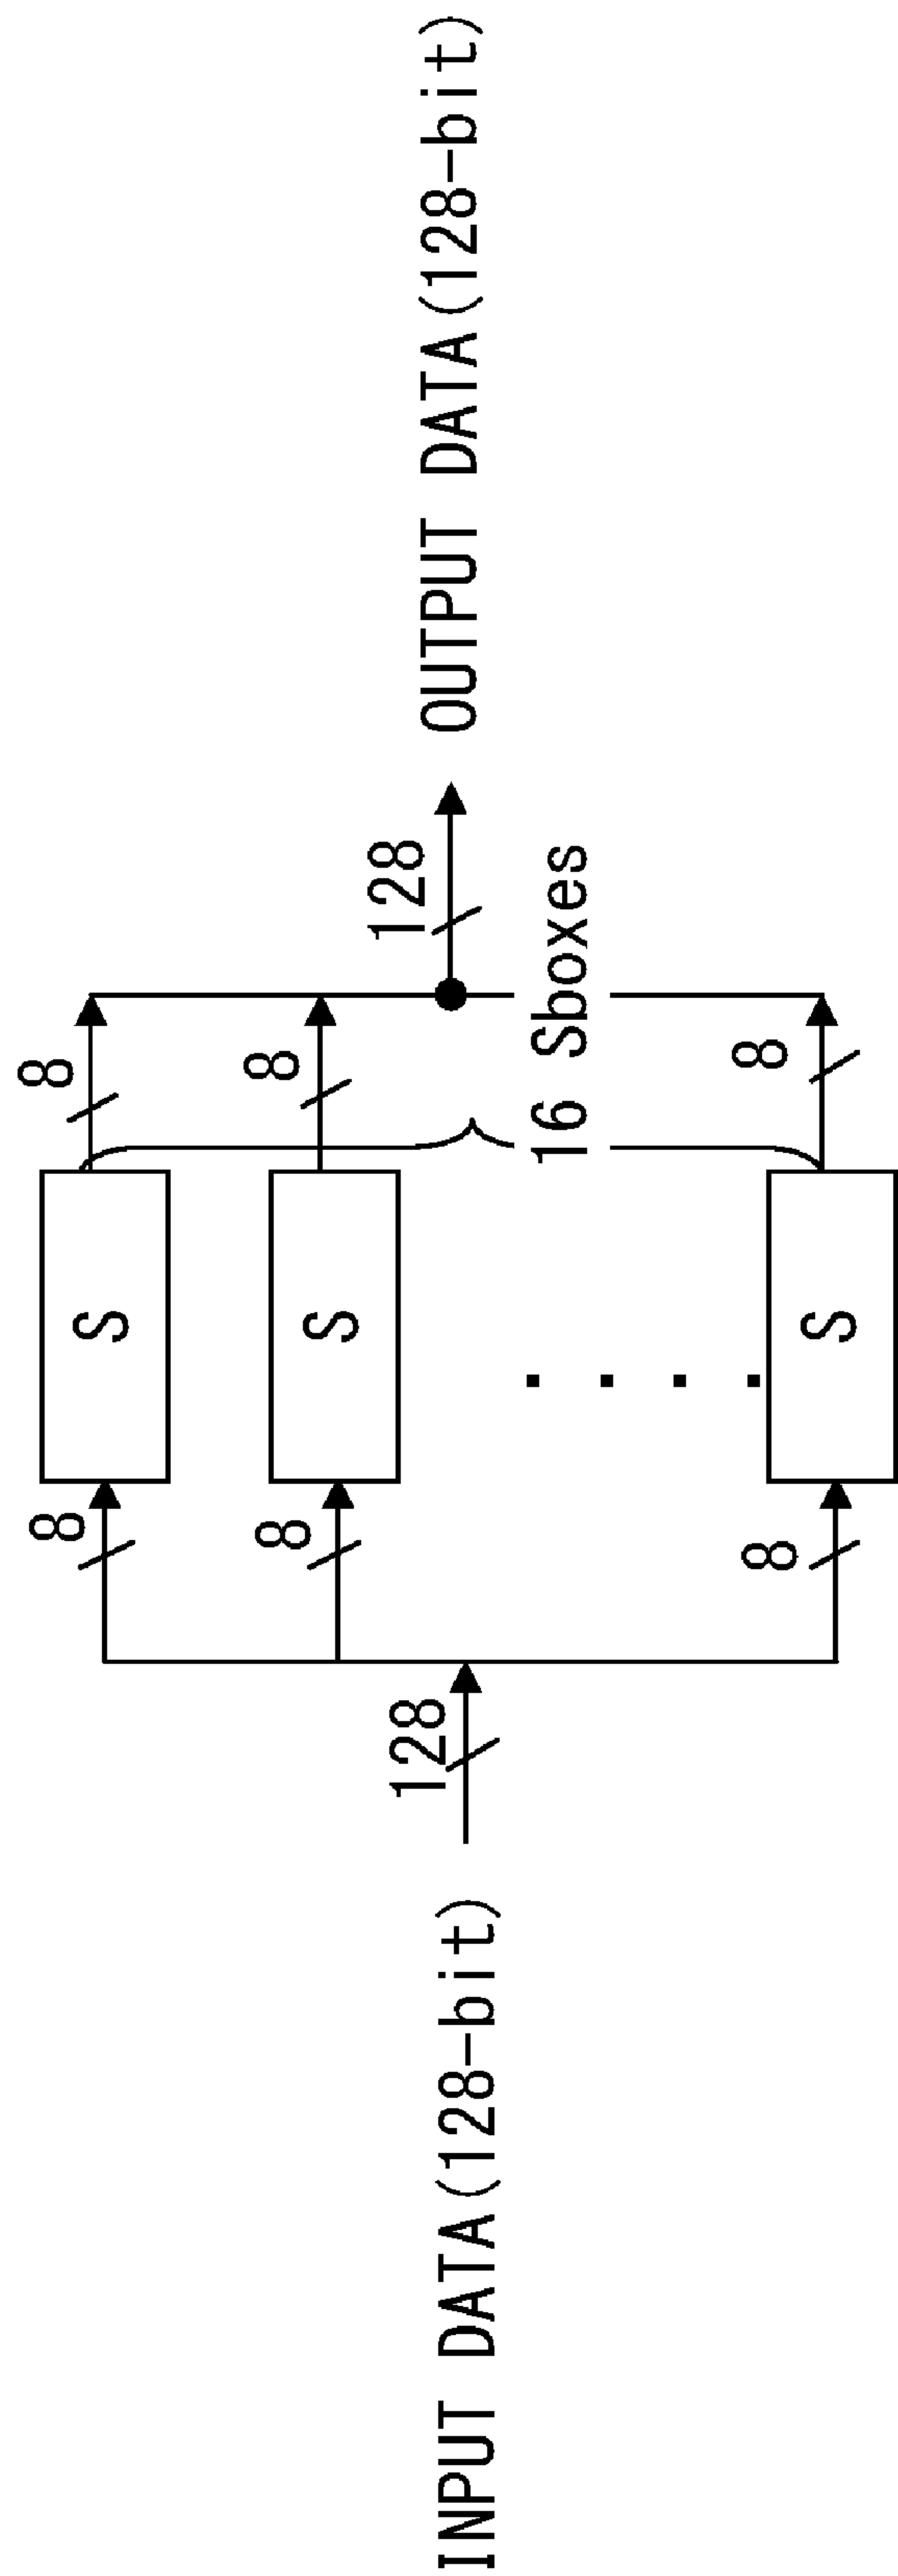 8
S
8
8
S
8
128
128
INPUT DATA(128-bit)
OUTPUT DATA(128-bit)
16 Sboxes
....
8
S
8